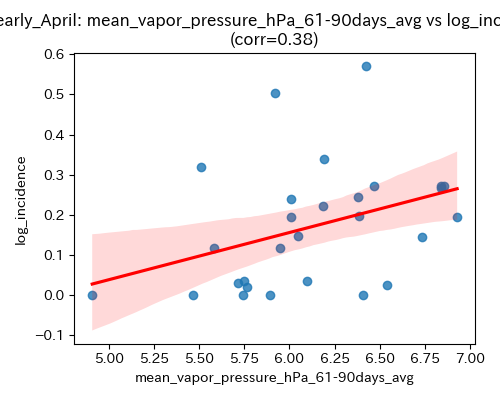 early_April: mean_vapor_pressure_hPa_61-90days_avg vs log_inc
(corr=0.38)
0.6
0.5
0.4
0.3
0.2
0.1
0.0
−0.1
log_incidence
5.00 5.25 5.50 5.75 6.00 6.25 6.50 6.75 7.00
mean_vapor_pressure_hPa_61-90days_avg